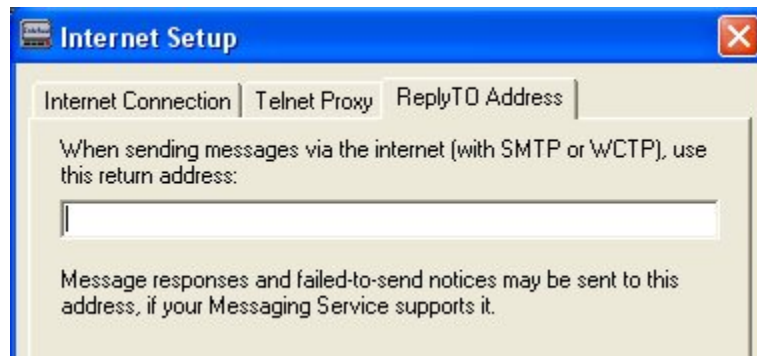 Internet Setup
Internet Connection Telnet Proxy ReplyTO Address
When sending messages via the internet (with SMTP or WCTP), use
this return address:
Message responses and failed-to-send notices may be sent to this
address, if your Messaging Service supports it.